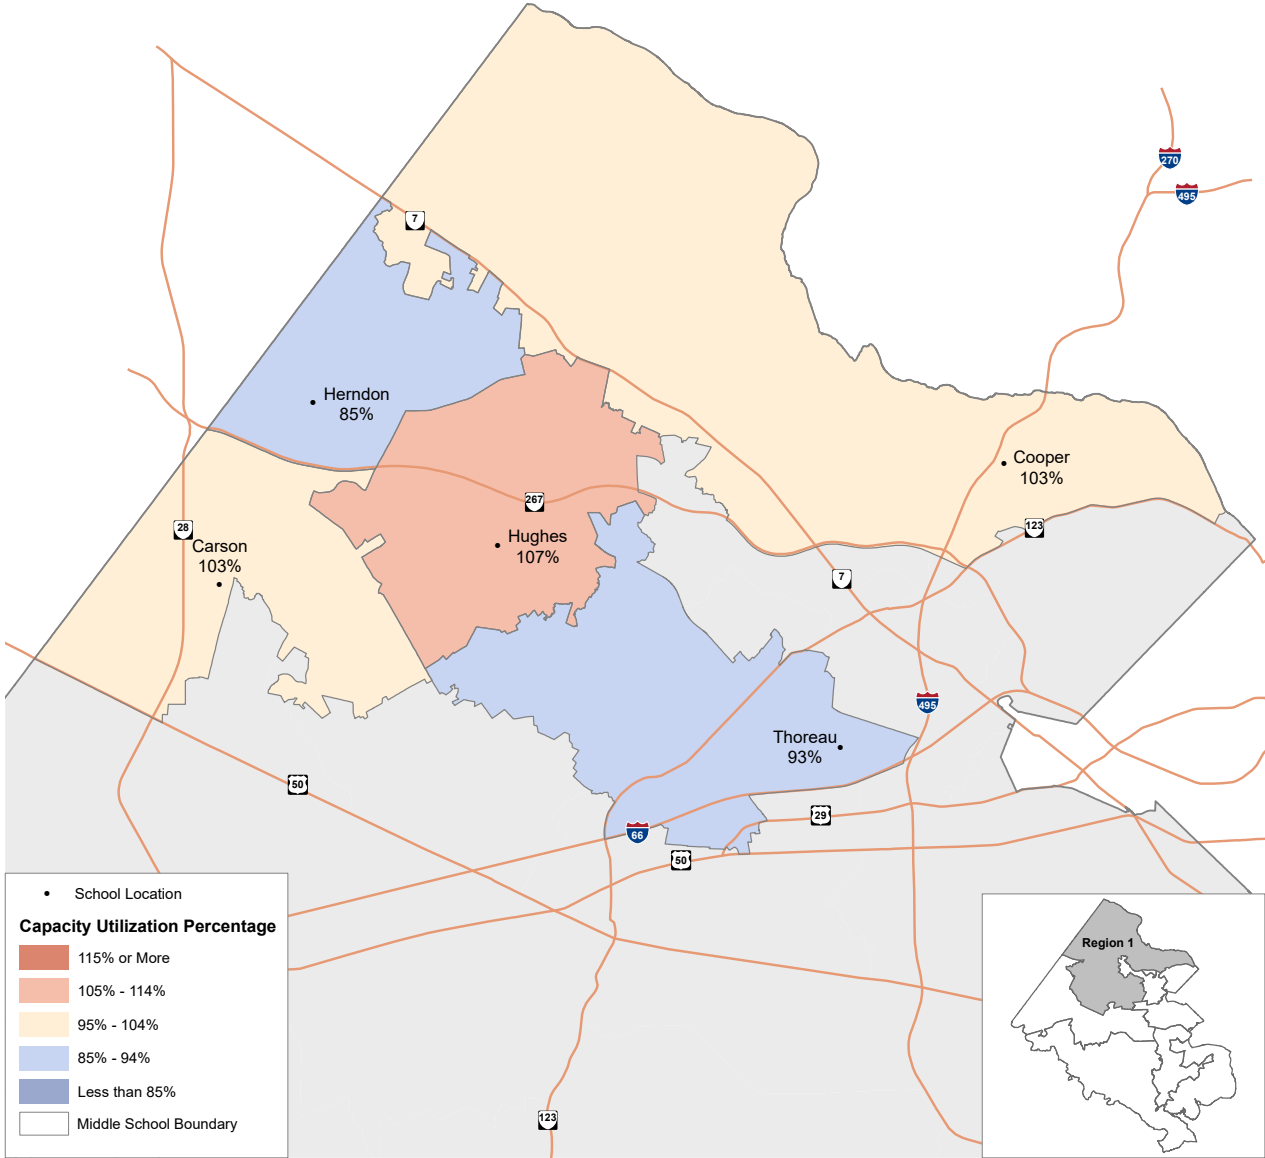 270
495
7
Herndon
85%
Cooper
103%
267
123
28
Hughes
107%
Carson
103%
7
495
Thoreau
93%
50
29
66
50
School Location
Capacity Utilization Percentage
115% or More
105% - 114%
95% - 104%
85% - 94%
Less than 85%
Middle School Boundary
Region 1
123